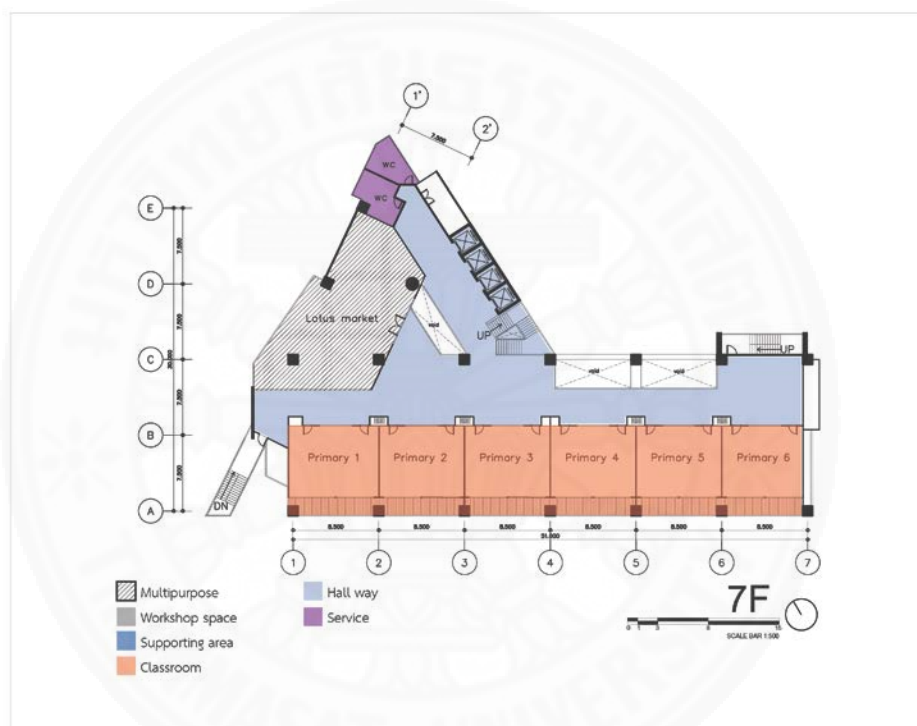 1'
2'
7.500
WC
WC
E
D
C
B
A
7.500
7.500
7.500
7.500
30.000
Lotus market
void
UP
void
void
UP
Primary 1
Primary 2
Primary 3
Primary 4
Primary 5
Primary 6
DN
8.500
8.500
8.500
8.500
8.500
8.500
51.000
1
2
3
4
5
6
7
Multipurpose
Workshop space
Supporting area
Classroom
Hall way
Service
7F
SCALE BAR 1:500